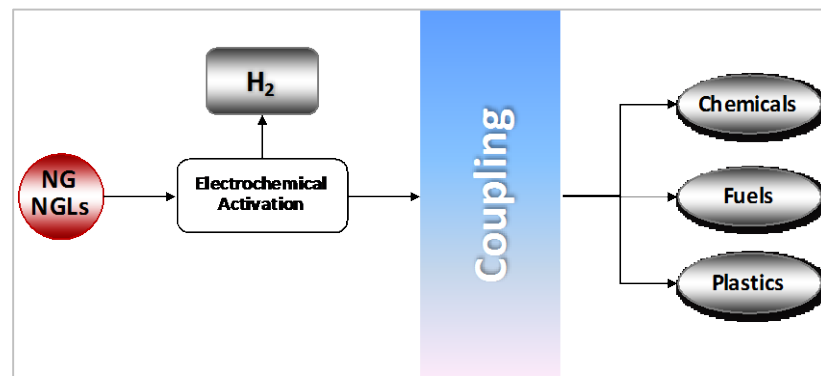 H₂
NG
NGLs
Electrochemical
Activation
Coupling
Chemicals
Fuels
Plastics